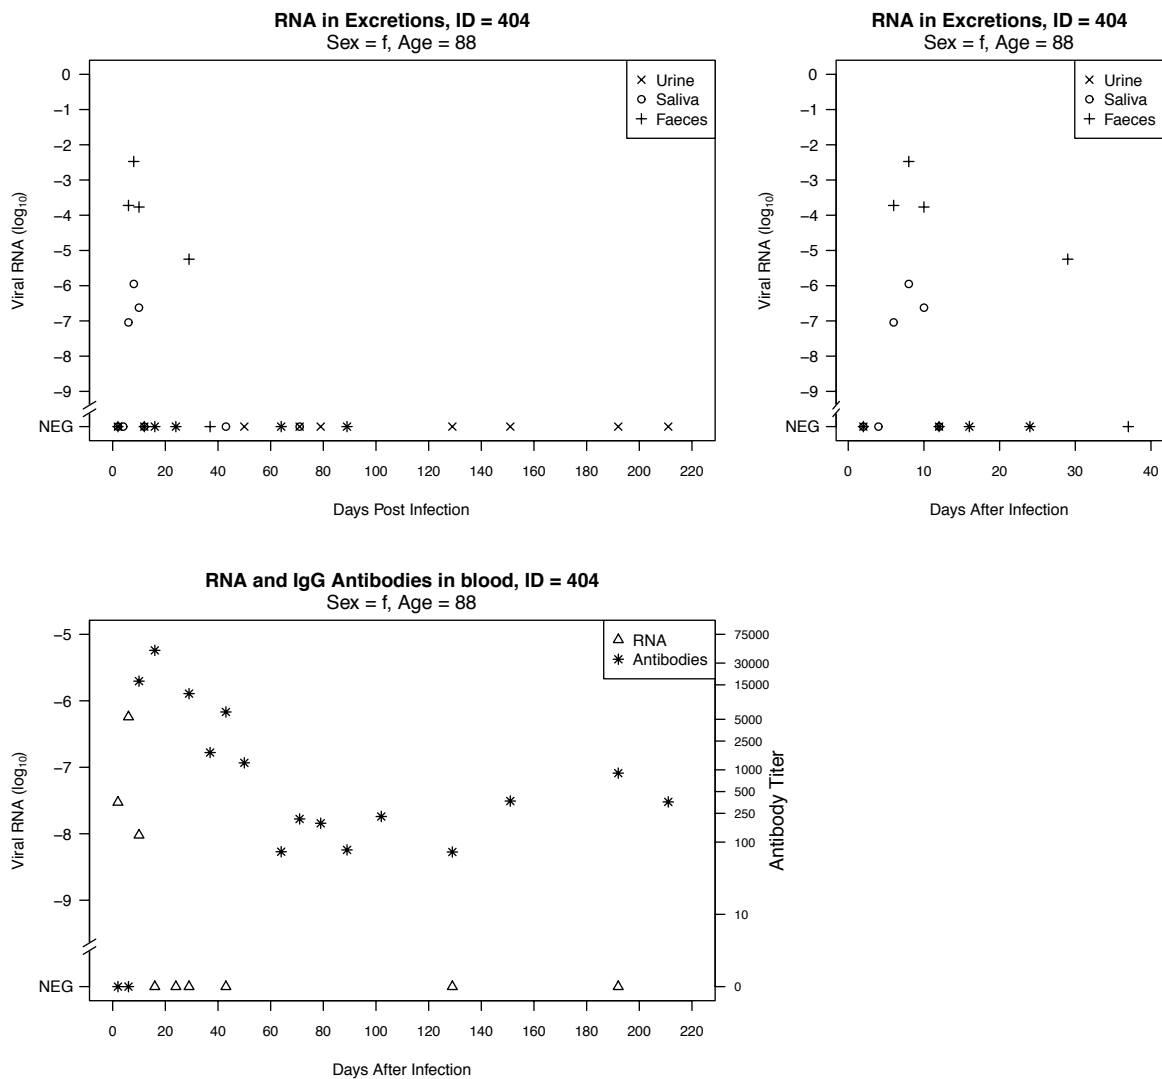 RNA in Excretions, ID = 404
Sex = f, Age = 88
0
−1
−2
−3
−4
−5
−6
−7
−8
−9
NEG
Viral RNA (log10)
Urine
Saliva
Faeces
0 20 40 60 80 100 120 140 160 180 200 220
Days Post Infection
RNA in Excretions, ID = 404
Sex = f, Age = 88
0
−1
−2
−3
−4
−5
−6
−7
−8
−9
NEG
Viral RNA (log10)
Urine
Saliva
Faeces
0 10 20 30 40
Days After Infection
RNA and IgG Antibodies in blood, ID = 404
Sex = f, Age = 88
−5
−6
−7
−8
−9
NEG
Viral RNA (log10)
RNA
Antibodies
75000
30000
15000
5000
2500
1000
500
250
100
10
0
Antibody Titer
0 20 40 60 80 100 120 140 160 180 200 220
Days After Infection